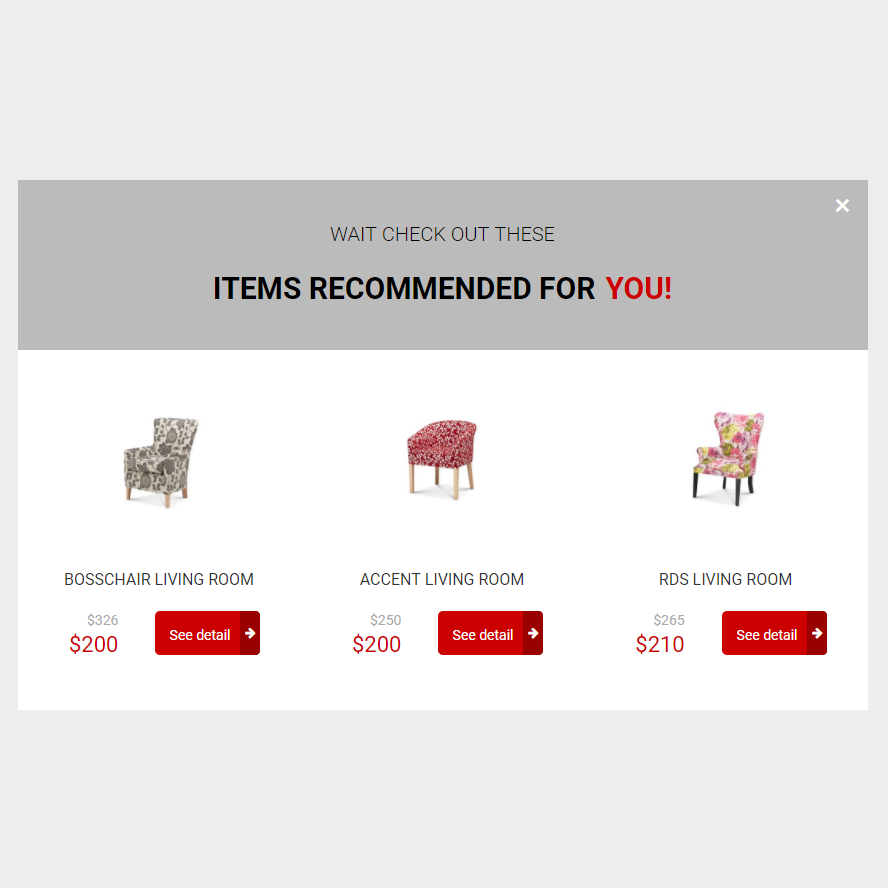 WAIT CHECK OUT THESE
ITEMS RECOMMENDED FOR YOU!
BOSSCHAIR LIVING ROOM
$326
$200
See detail
ACCENT LIVING ROOM
$250
$200
See detail
RDS LIVING ROOM
$265
$210
See detail